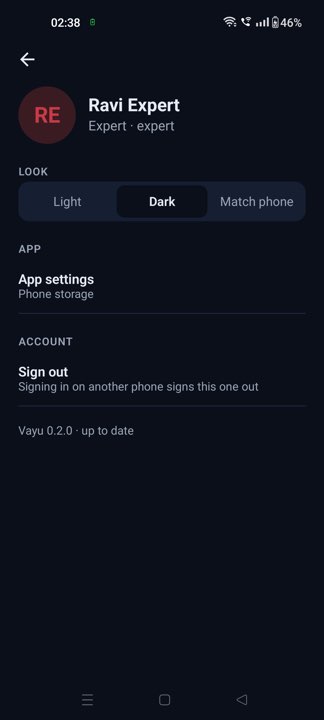 02:38
46%
RE
Ravi Expert
Expert · expert
LOOK
Light
Dark
Match phone
APP
App settings
Phone storage
ACCOUNT
Sign out
Signing in on another phone signs this one out
Vayu 0.2.0 · up to date